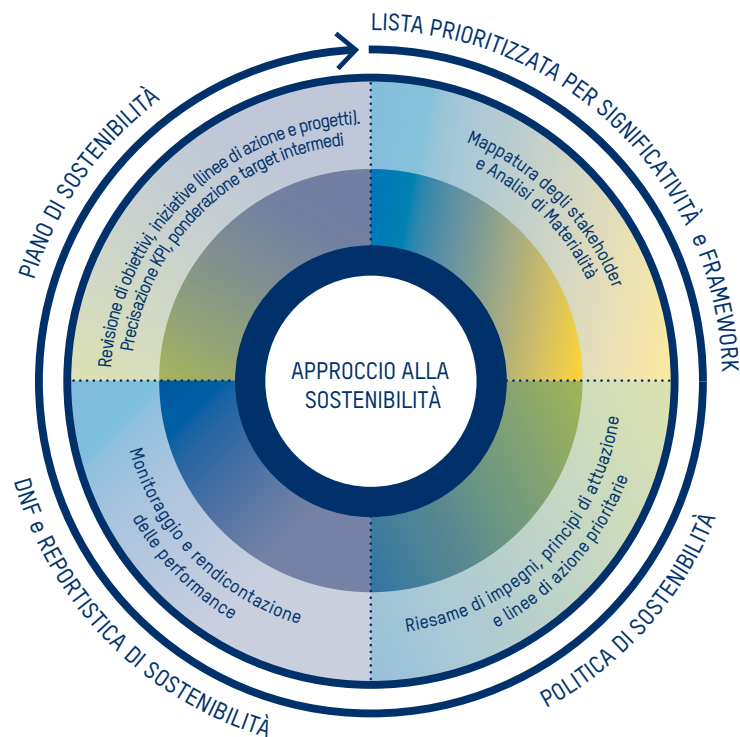 LISTA PRIORITIZZATA PER SIGNIFICATIVITÀ e FRAMEWORK
Mappatura degli stakeholder
e Analisi di Materialità
POLITICA DI SOSTENIBILITÀ
Riesame di impegni, principi di attuazione
e linee di azione prioritarie
DNF e REPORTISTICA DI SOSTENIBILITÀ
Monitoraggio e rendicontazione
delle performance
PIANO DI SOSTENIBILITÀ
Revisione di obiettivi, iniziative (linee di azione e progetti).
Precisazione KPI, ponderazione target intermedi
APPROCCIO ALLA
SOSTENIBILITÀ